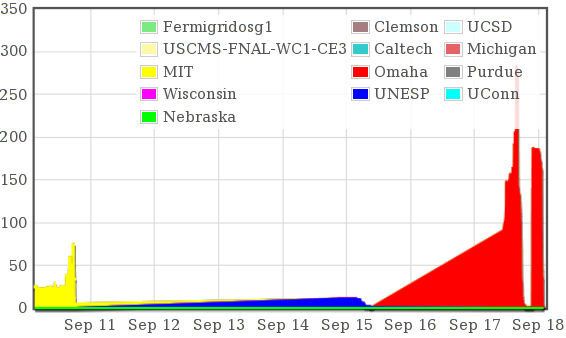 350
300
250
200
150
100
50
0
Fermigridosg1 Clemson UCSD
USCMS-FNAL-WC1-CE3 Caltech Michigan
MIT Omaha Purdue
Wisconsin UNESP UConn
Nebraska
Sep 11 Sep 12 Sep 13 Sep 14 Sep 15 Sep 16 Sep 17 Sep 18